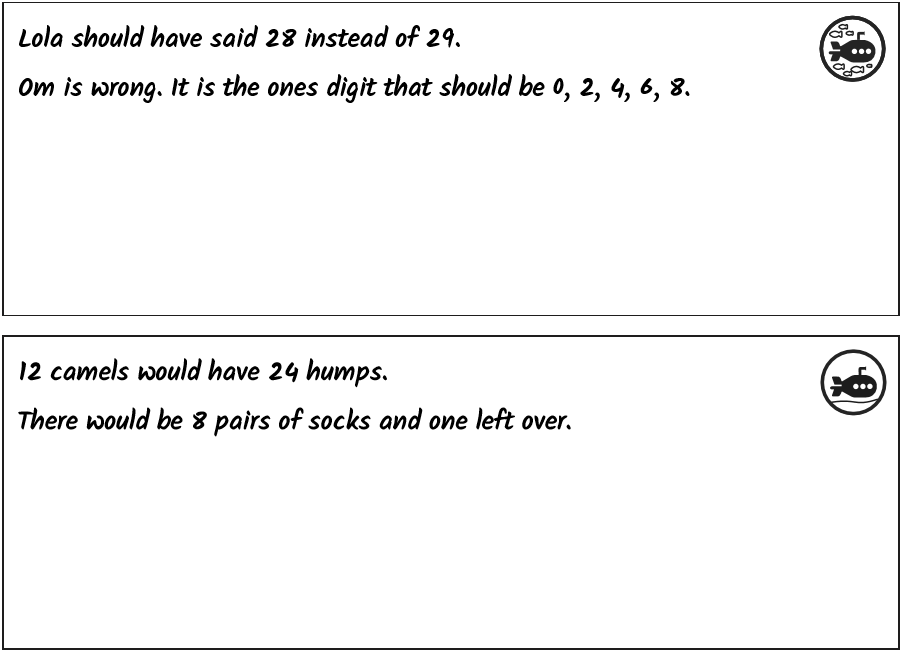 Lola should have said 28 instead of 29.
Om is wrong. It is the ones digit that should be 0, 2, 4, 6, 8.
12 camels would have 24 humps.
There would be 8 pairs of socks and one left over.